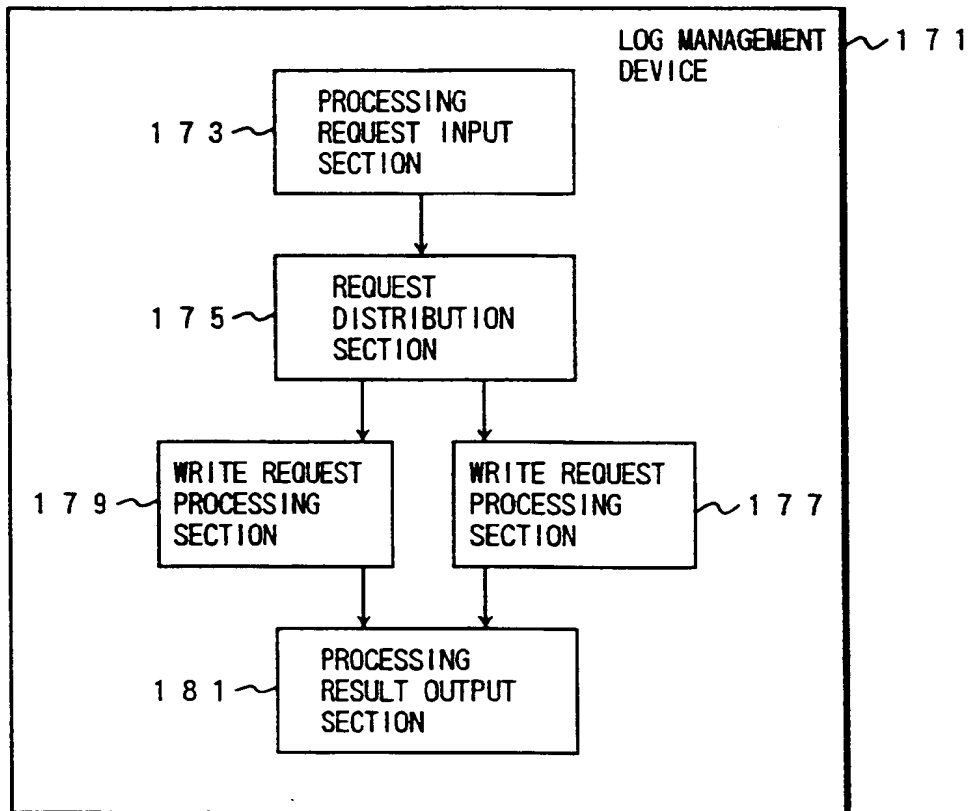 LOG MANAGEMENT
DEVICE
171
PROCESSING
REQUEST INPUT
SECTION
173
REQUEST
DISTRIBUTION
SECTION
175
WRITE REQUEST
PROCESSING
SECTION
179
WRITE REQUEST
PROCESSING
SECTION
177
PROCESSING
RESULT OUTPUT
SECTION
181